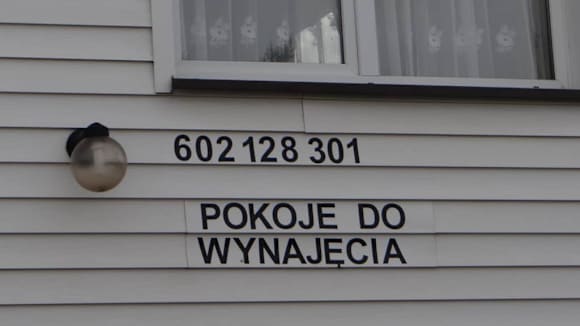 602 128 301
POKOJE DO
WYNAJĘCIA